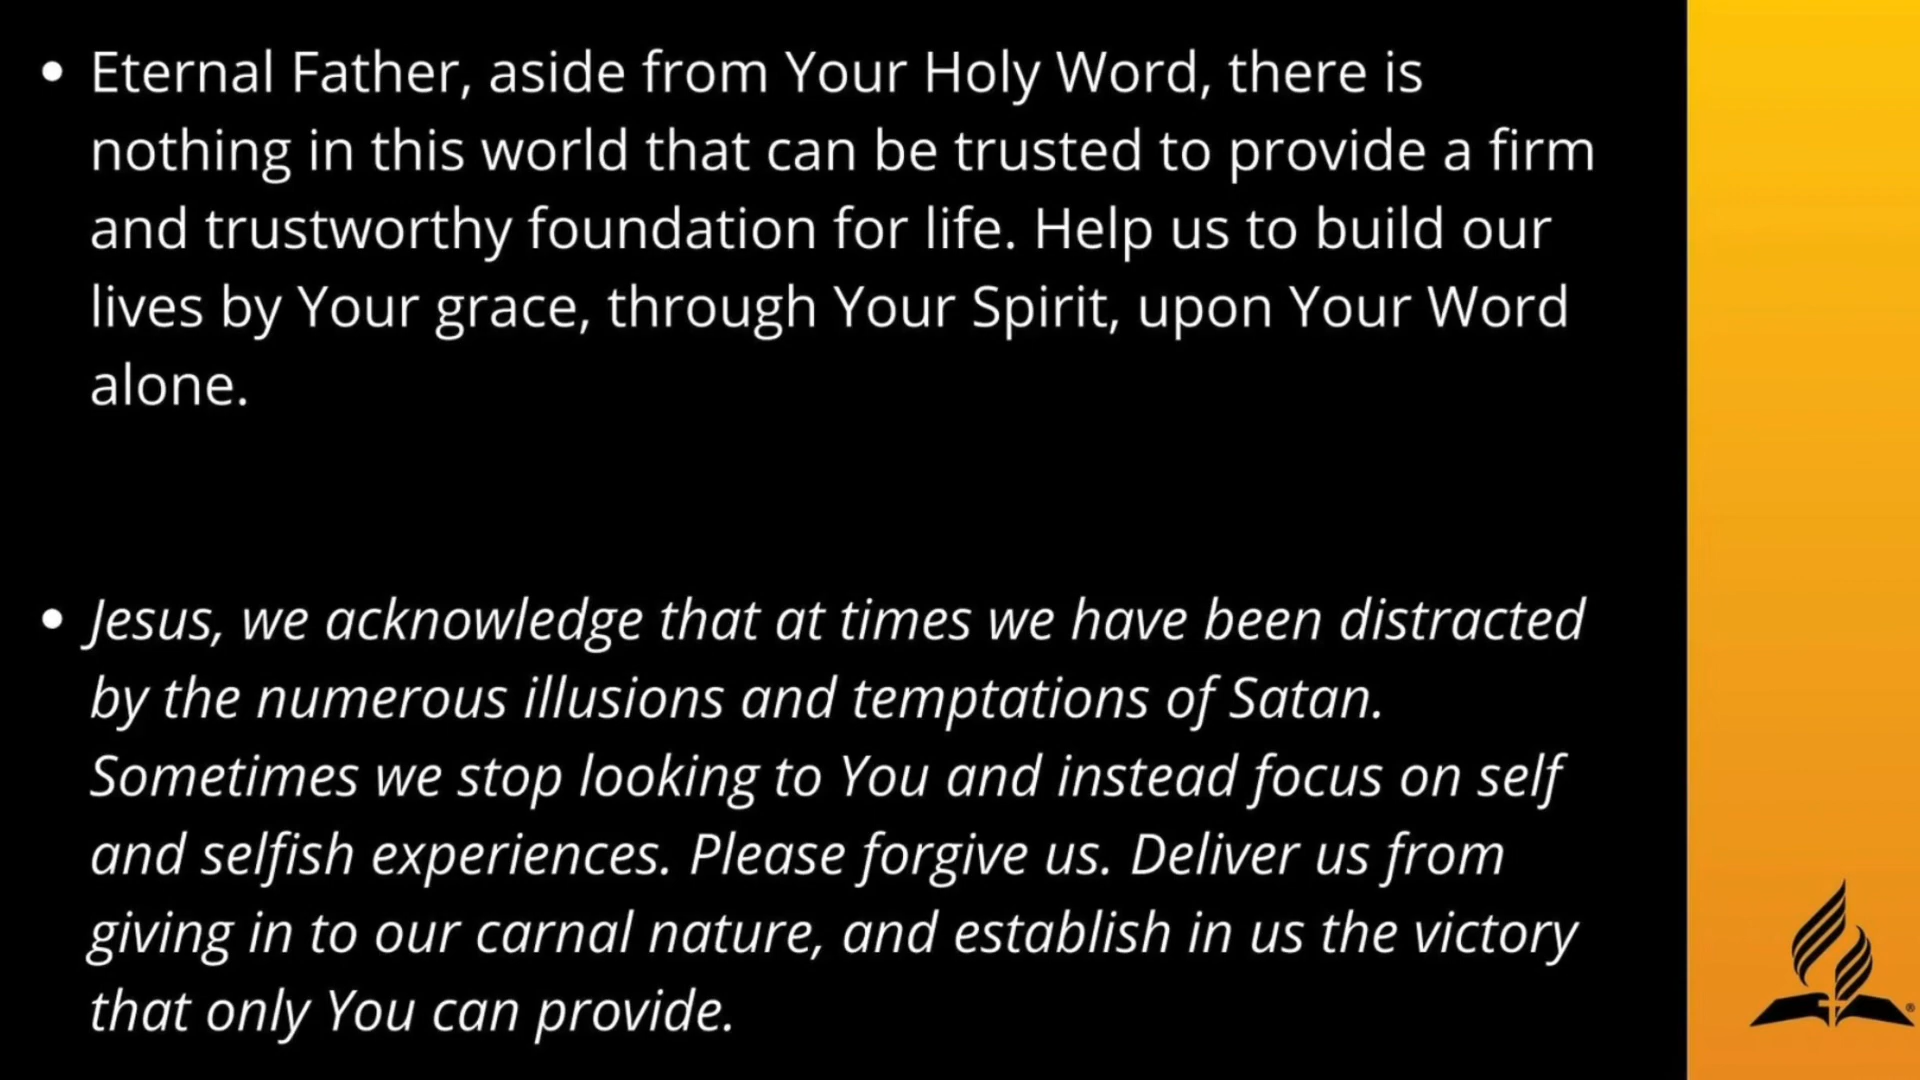 • Eternal Father, aside from Your Holy Word, there is
nothing in this world that can be trusted to provide a firm
and trustworthy foundation for life. Help us to build our
lives by Your grace, through Your Spirit, upon Your Word
alone.
• Jesus, we acknowledge that at times we have been distracted
by the numerous illusions and temptations of Satan.
Sometimes we stop looking to You and instead focus on self
and selfish experiences. Please forgive us. Deliver us from
giving in to our carnal nature, and establish in us the victory
that only You can provide.
®